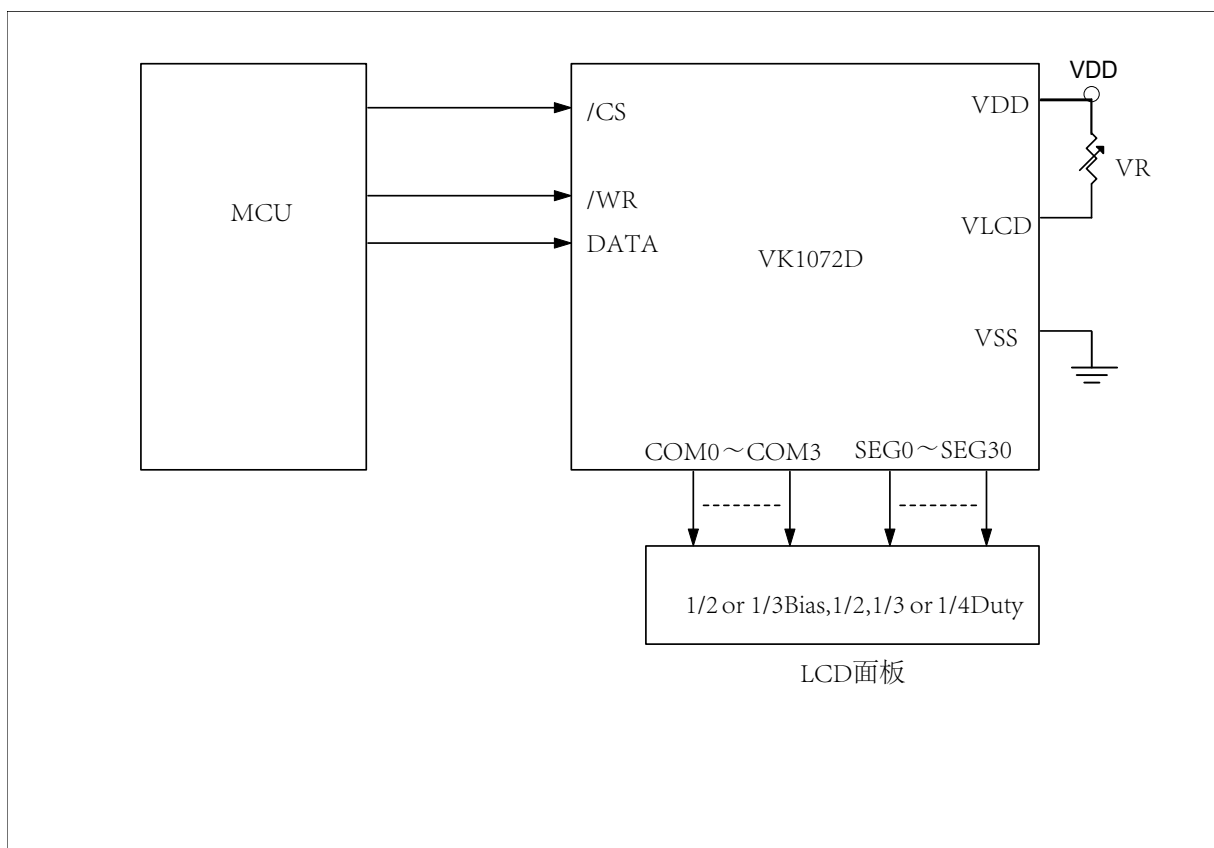 VDD
/CS
VDD
VR
MCU
/WR
VLCD
DATA
VK1072D
VSS
COM0～COM3
SEG0～SEG30
1/2 or 1/3Bias,1/2,1/3 or 1/4Duty
LCD面板